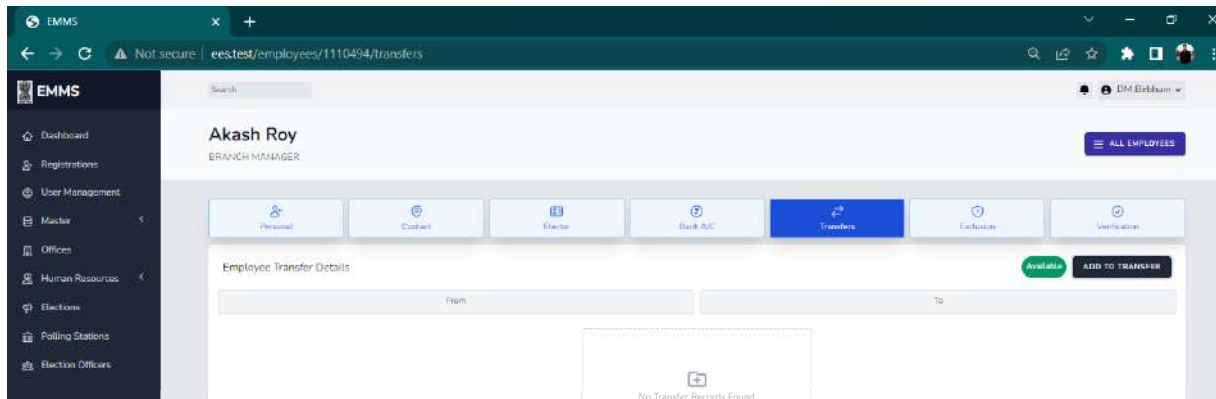 EMMS
Not secure
ees.test/employees/1110494/transfers
EMMS
Search
DM Birbhum
Dashboard
Akash Roy
BRANCH MANAGER
ALL EMPLOYEES
Registrations
User Management
Master
Offices
Human Resources
Elections
Polling Stations
Election Officers
Personal
Contact
Elector
Bank A/C
Transfers
Exclusion
Verification
Employee Transfer Details
Available
ADD TO TRANSFER
From
To
No Transfer Records Found